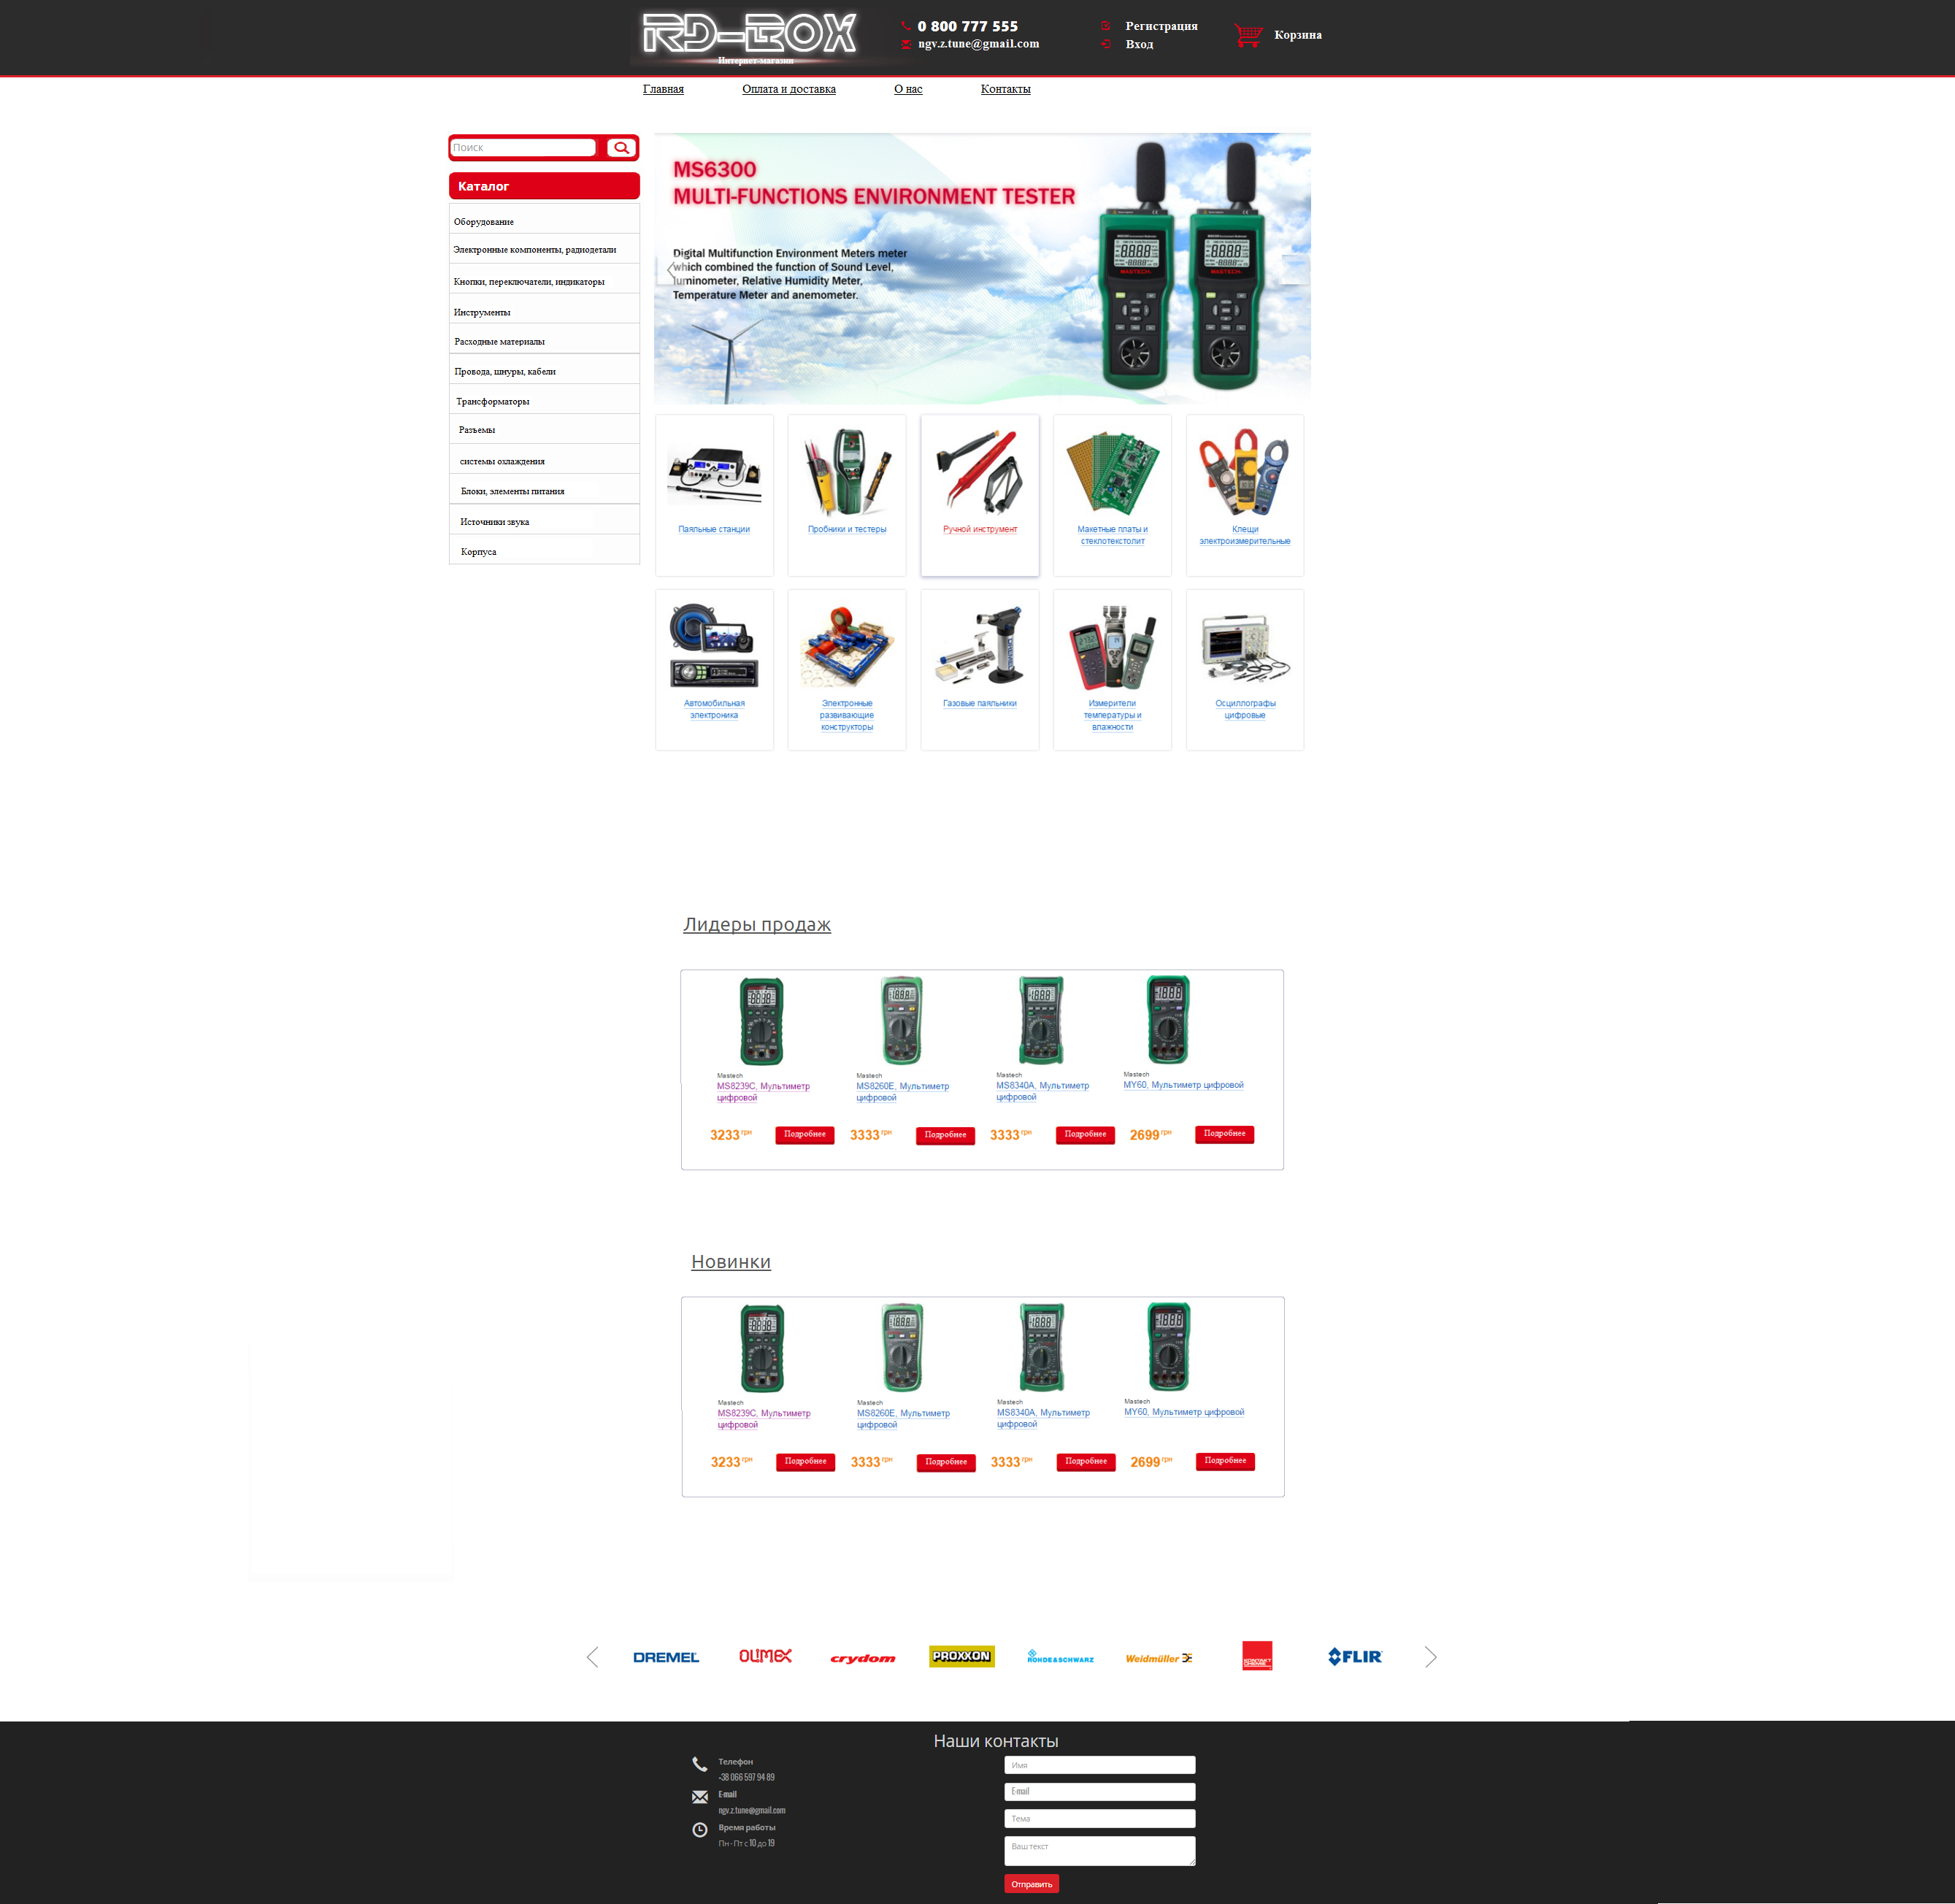 RD-BOX
Интернет-магазин
0 800 777 555
ngv.z.tune@gmail.com
Регистрация
Вход
Корзина
Главная
Оплата и доставка
О нас
Контакты
Поиск
Каталог
Оборудование
Электронные компоненты, радиодетали
Кнопки, переключатели, индикаторы
Инструменты
Расходные материалы
Провода, шнуры, кабели
Трансформаторы
Разъемы
системы охлаждения
Блоки, элементы питания
Источники звука
Корпуса
MS6300
MULTI-FUNCTIONS ENVIRONMENT TESTER
Digital Multifunction Environment Meters meter
which combined the function of Sound Level,
luminometer, Relative Humidity Meter,
Temperature Meter and anemometer.
MASTECH
MASTECH
Паяльные станции
Пробники и тестеры
Ручной инструмент
Макетные платы и
стеклотекстолит
Клещи
электроизмерительные
Автомобильная
электроника
Электронные
развивающие
конструкторы
Газовые паяльники
Измерители
температуры и
влажности
Осциллографы
цифровые
Лидеры продаж
Mastech
MS8239C, Мультиметр
цифровой
3233 грн
Подробнее
Mastech
MS8260E, Мультиметр
цифровой
3333 грн
Подробнее
Mastech
MS8340A, Мультиметр
цифровой
3333 грн
Подробнее
Mastech
MY60, Мультиметр цифровой
2699 грн
Подробнее
Новинки
Mastech
MS8239C, Мультиметр
цифровой
3233 грн
Подробнее
Mastech
MS8260E, Мультиметр
цифровой
3333 грн
Подробнее
Mastech
MS8340A, Мультиметр
цифровой
3333 грн
Подробнее
Mastech
MY60, Мультиметр цифровой
2699 грн
Подробнее
DREMEL
OLIMEX
crydom
PROXXON
ROHDE&SCHWARZ
Weidmüller
KONTAKT
CHEMIE
FLIR
Наши контакты
Телефон
+38 066 597 94 89
E-mail
ngv.z.tune@gmail.com
Время работы
Пн - Пт с 10 до 19
Имя
E-mail
Тема
Ваш текст
Отправить